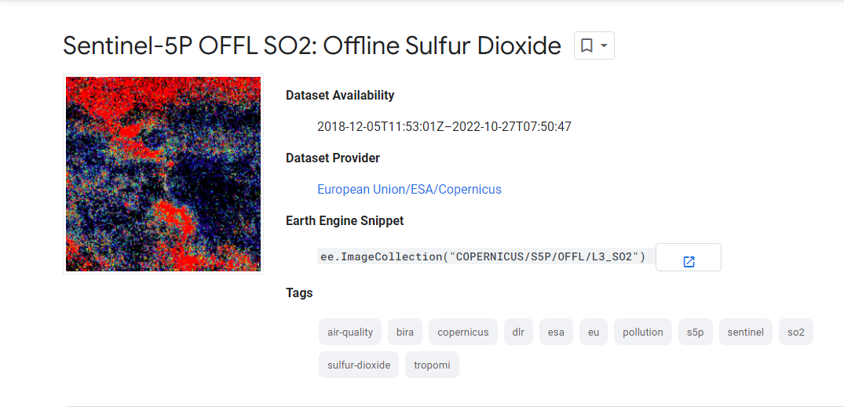 Sentinel-5P OFFL SO2: Offline Sulfur Dioxide
Dataset Availability
2018-12-05T11:53:01Z–2022-10-27T07:50:47
Dataset Provider
European Union/ESA/Copernicus
Earth Engine Snippet
ee.ImageCollection("COPERNICUS/S5P/OFFL/L3_SO2")
Tags
air-quality bira copernicus dlr esa eu pollution s5p sentinel so2
sulfur-dioxide tropomi